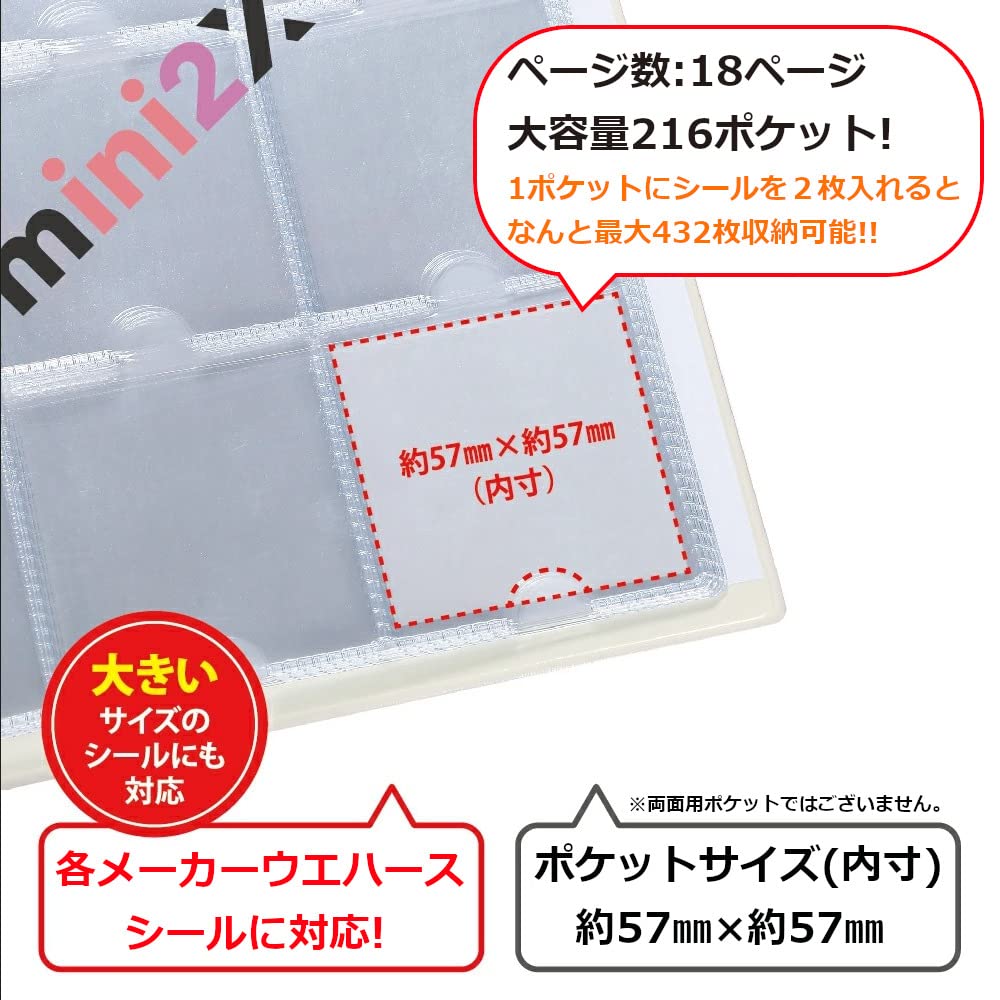 mini2X
ページ数:18ページ
大容量216ポケット!
1ポケットにシールを２枚入れると
なんと最大432枚収納可能!!
約57㎜×約57㎜
（内寸）
大きい
サイズの
シールにも
対応
各メーカーウエハース
シールに対応!
※両面用ポケットではございません。
ポケットサイズ(内寸)
約57㎜×約57㎜